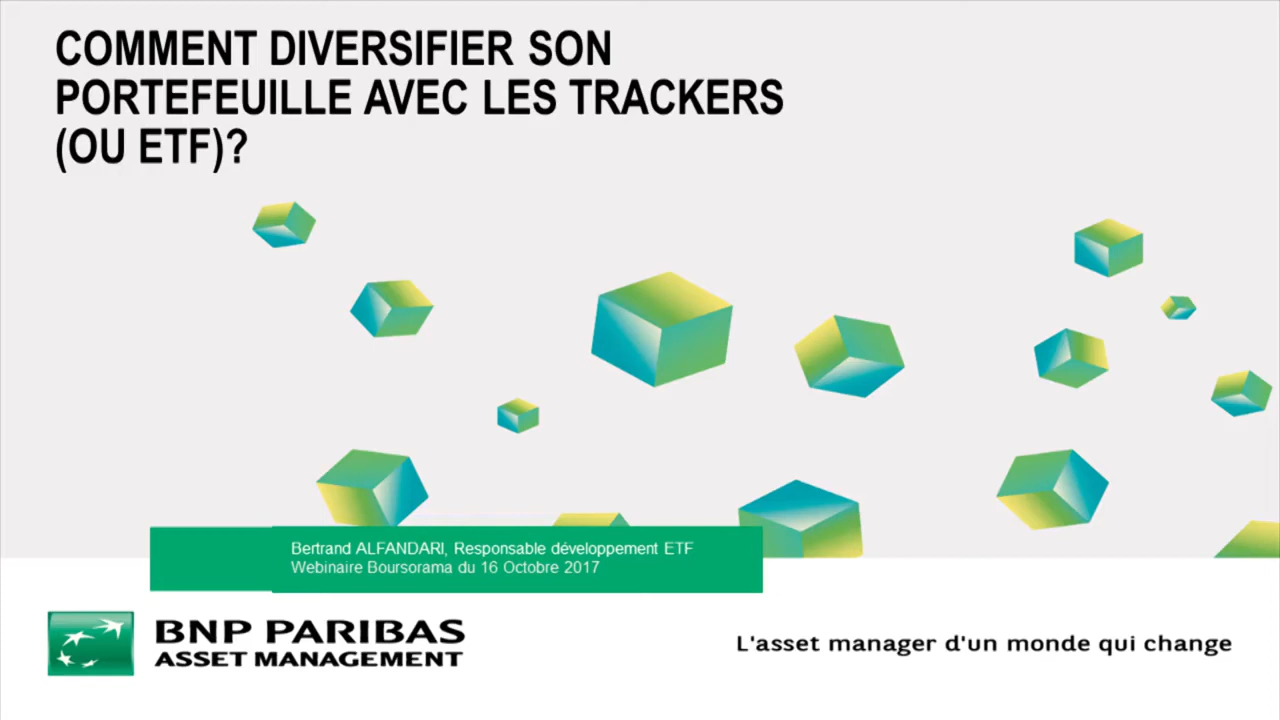 COMMENT DIVERSIFIER SON
PORTEFEUILLE AVEC LES TRACKERS
(OU ETF)?
Bertrand ALFANDARI, Responsable développement ETF
Webinaire Boursorama du 16 Octobre 2017
BNP PARIBAS
ASSET MANAGEMENT
L'asset manager d'un monde qui change